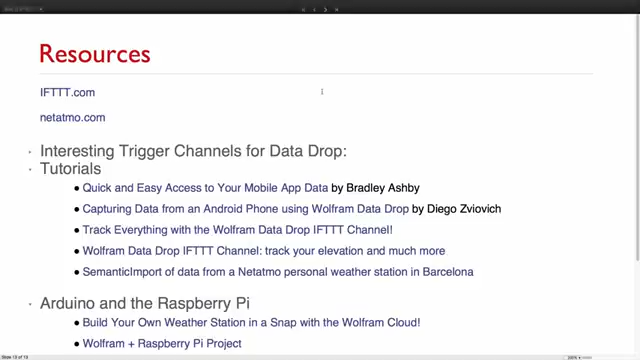 Resources
IFTTT.com
netatmo.com
Interesting Trigger Channels for Data Drop:
Tutorials
Quick and Easy Access to Your Mobile App Data by Bradley Ashby
Capturing Data from an Android Phone using Wolfram Data Drop by Diego Zviovich
Track Everything with the Wolfram Data Drop IFTTT Channel!
Wolfram Data Drop IFTTT Channel: track your elevation and much more
SemanticImport of data from a Netatmo personal weather station in Barcelona
Arduino and the Raspberry Pi
Build Your Own Weather Station in a Snap with the Wolfram Cloud!
Wolfram + Raspberry Pi Project